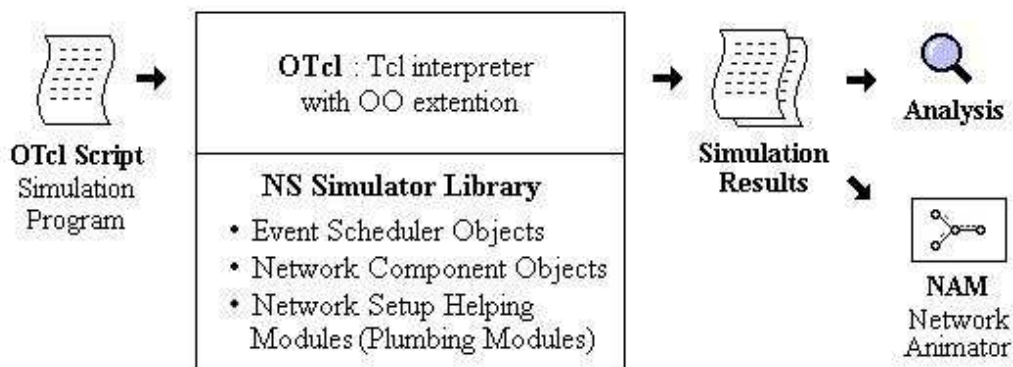 OTcl Script
Simulation
Program
OTcl : Tcl interpreter
with OO extention
NS Simulator Library
• Event Scheduler Objects
• Network Component Objects
• Network Setup Helping
Modules (Plumbing Modules)
Simulation
Results
Analysis
NAM
Network
Animator